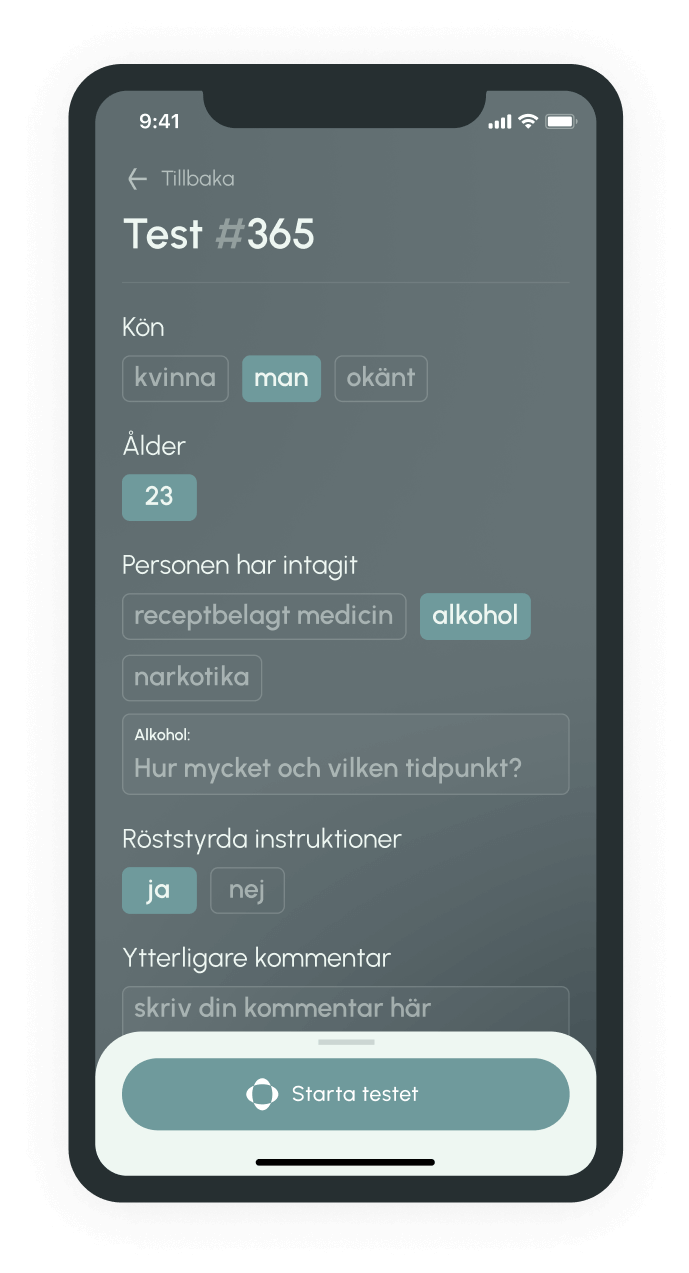 9:41
Tillbaka
Test #365
Kön
kvinna man okänt
Ålder
23
Personen har intagit
receptbelagt medicin alkohol
narkotika
Alkohol:
Hur mycket och vilken tidpunkt?
Röststyrda instruktioner
ja nej
Ytterligare kommentar
skriv din kommentar här
Starta testet